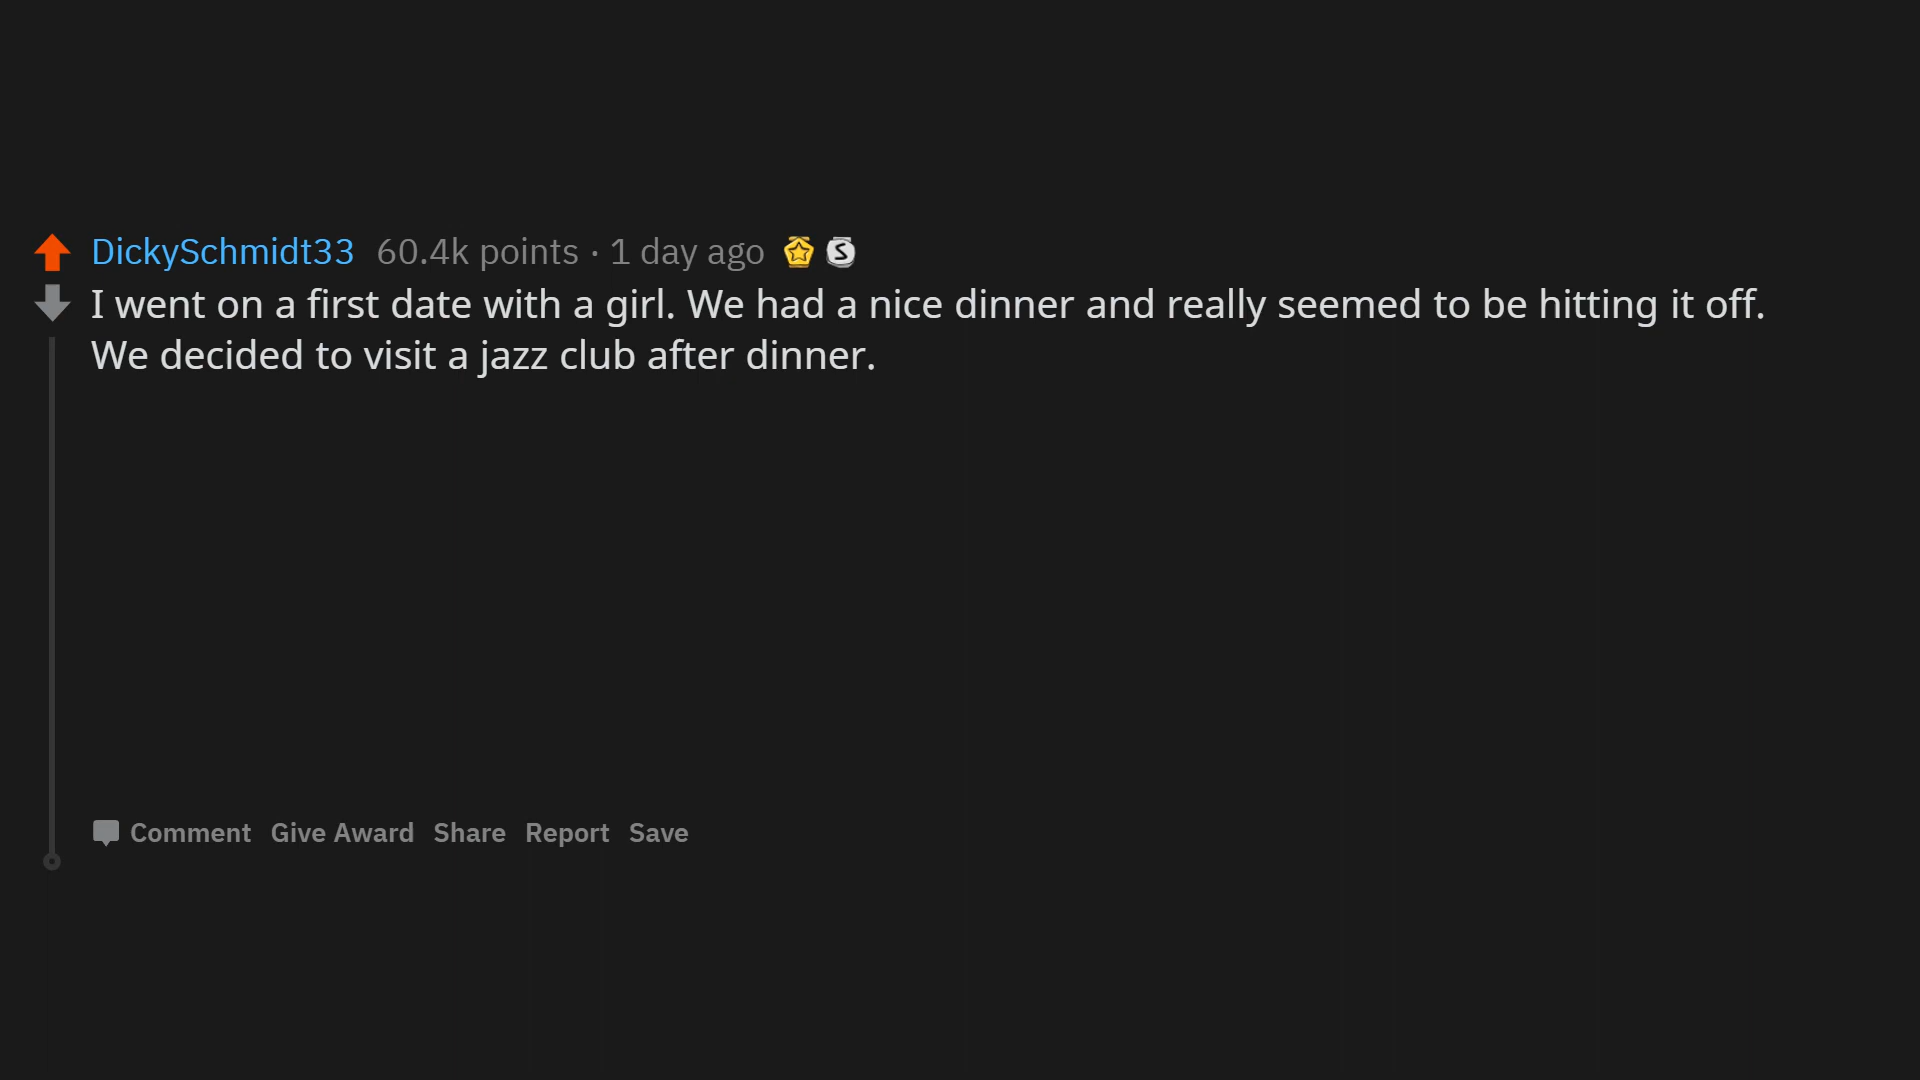 DickySchmidt33 60.4k points · 1 day ago
I went on a first date with a girl. We had a nice dinner and really seemed to be hitting it off.
We decided to visit a jazz club after dinner.
Comment Give Award Share Report Save